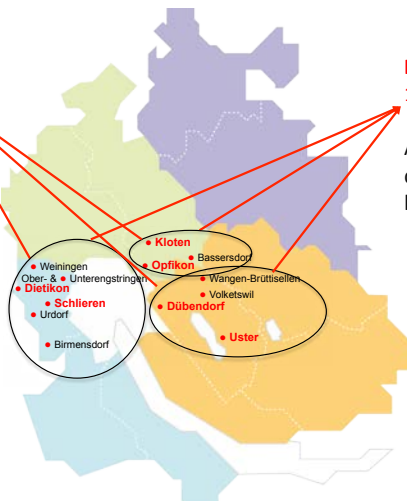 Kloten
Bassersdorf
Opfikon
Weiningen
Ober- & Unterengstringen
Wangen-Brüttisellen
Dietikon
Volketswil
Schlieren
Dübendorf
Urdorf
Uster
Birmensdorf